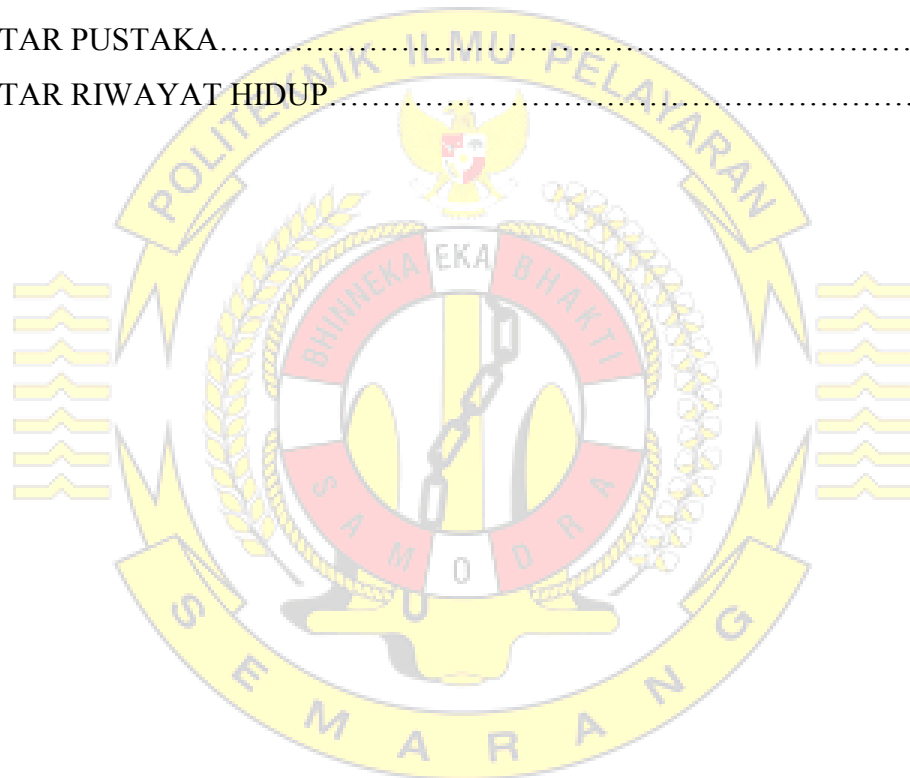 TAR PUSTAKA……………………………………………………………
TAR RIWAYAT HIDUP…………………………………………………
POLITEKNIK ILMU PELAYARAN
BHINNEKA EKA BHAKTI
SAMODRA
SEMARANG